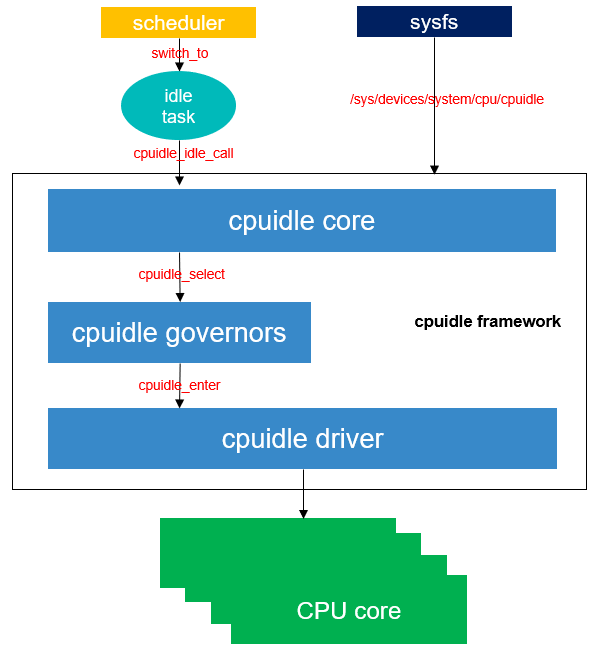 scheduler
sysfs
switch_to
idle
task
/sys/devices/system/cpu/cpuidle
cpuidle_idle_call
cpuidle core
cpuidle_select
cpuidle governors
cpuidle framework
cpuidle_enter
cpuidle driver
CPU core